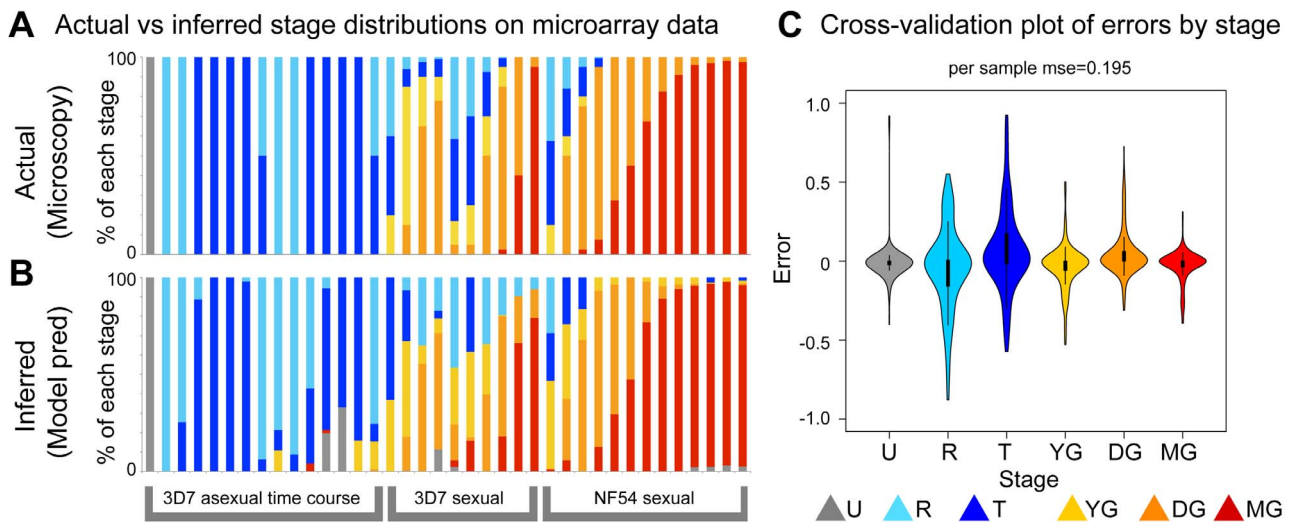 A Actual vs inferred stage distributions on microarray data
100
0
% of each stage
Actual
(Microscopy)
B
100
0
% of each stage
Inferred
(Model pred)
3D7 asexual time course
3D7 sexual
NF54 sexual
C Cross-validation plot of errors by stage
per sample mse=0.195
1.0
0.5
0
-0.5
-1.0
Error
U R T YG DG MG
Stage
U R T YG DG MG